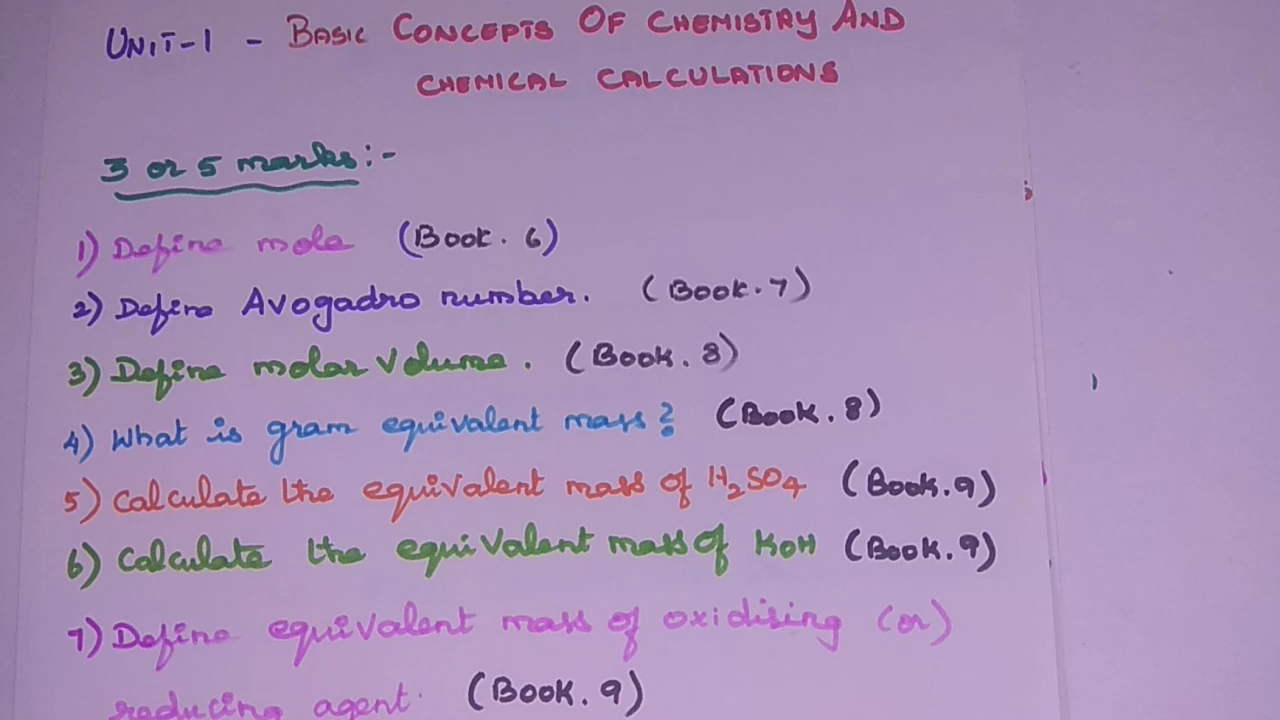 UNIT-1 - BASIC CONCEPTS OF CHEMISTRY AND
CHEMICAL CALCULATIONS
3 or 5 marks:-
1) Define mole (Book. 6)
2) Define Avogadro number. (Book.7)
3) Define molar volume. (Book. 8)
4) What is gram equivalent mass? (Book.8)
5) Calculate the equivalent mass of H₂SO₄ (Book.9)
6) Calculate the equivalent mass of KOH (Book.9)
7) Define equivalent mass of oxidising (or)
reducing agent. (Book.9)